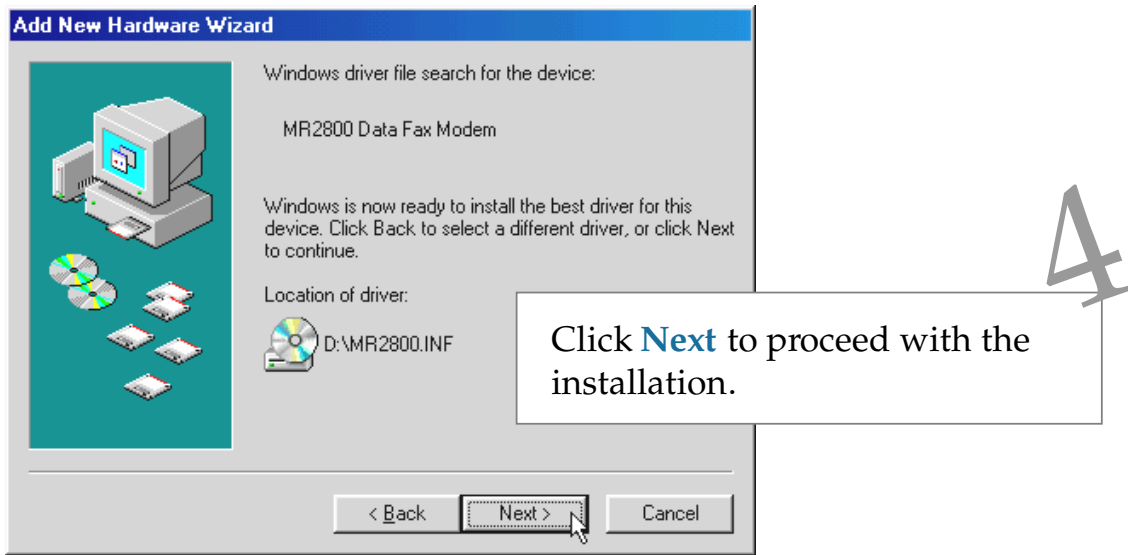 Add New Hardware Wizard
Windows driver file search for the device:
MR2800 Data Fax Modem
Windows is now ready to install the best driver for this
device. Click Back to select a different driver, or click Next
to continue.
Location of driver:
D:\MR2800.INF
4
Click Next to proceed with the
installation.
< Back
Next >
Cancel